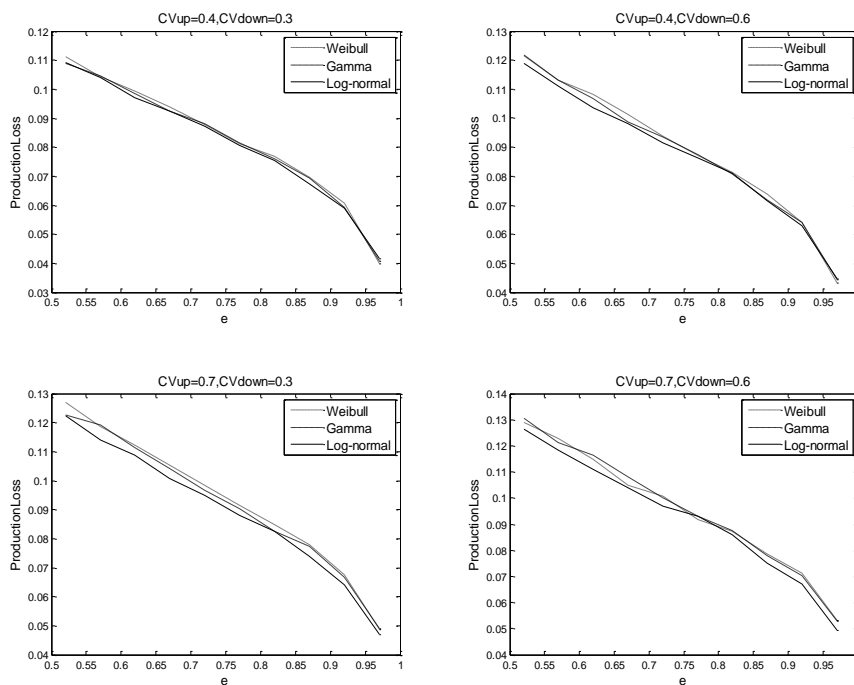 CVup=0.4,CVdown=0.3
0.12
0.11
0.1
0.09
0.08
0.07
0.06
0.05
0.04
0.03
ProductionLoss
0.5 0.55 0.6 0.65 0.7 0.75 0.8 0.85 0.9 0.95 1
e
Weibull
Gamma
Log-normal
CVup=0.4,CVdown=0.6
0.13
0.12
0.11
0.1
0.09
0.08
0.07
0.06
0.05
0.04
ProductionLoss
0.5 0.55 0.6 0.65 0.7 0.75 0.8 0.85 0.9 0.95
e
Weibull
Gamma
Log-normal
CVup=0.7,CVdown=0.3
0.13
0.12
0.11
0.1
0.09
0.08
0.07
0.06
0.05
0.04
ProductionLoss
0.5 0.55 0.6 0.65 0.7 0.75 0.8 0.85 0.9 0.95 1
e
Weibull
Gamma
Log-normal
CVup=0.7,CVdown=0.6
0.14
0.13
0.12
0.11
0.1
0.09
0.08
0.07
0.06
0.05
0.04
ProductionLoss
0.5 0.55 0.6 0.65 0.7 0.75 0.8 0.85 0.9 0.95
e
Weibull
Gamma
Log-normal